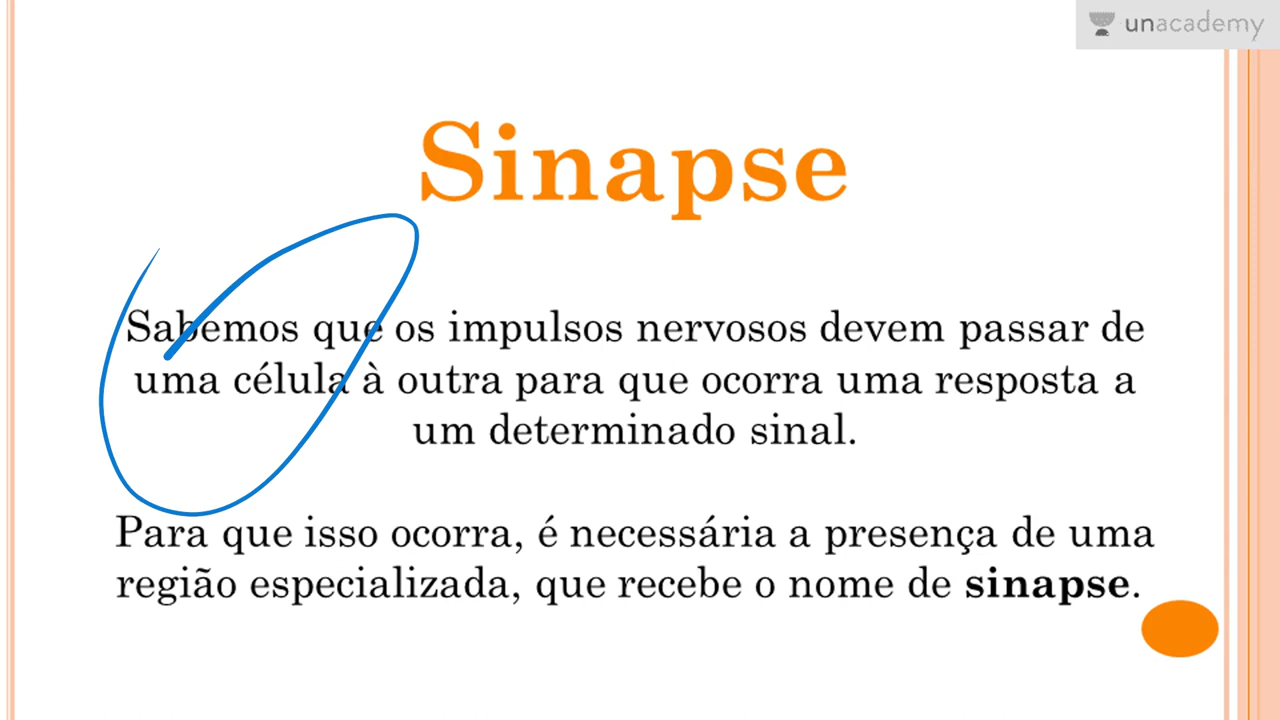 unacademy
Sinapse
Sabemos que os impulsos nervosos devem passar de
uma célula à outra para que ocorra uma resposta a
um determinado sinal.
Para que isso ocorra, é necessária a presença de uma
região especializada, que recebe o nome de sinapse.